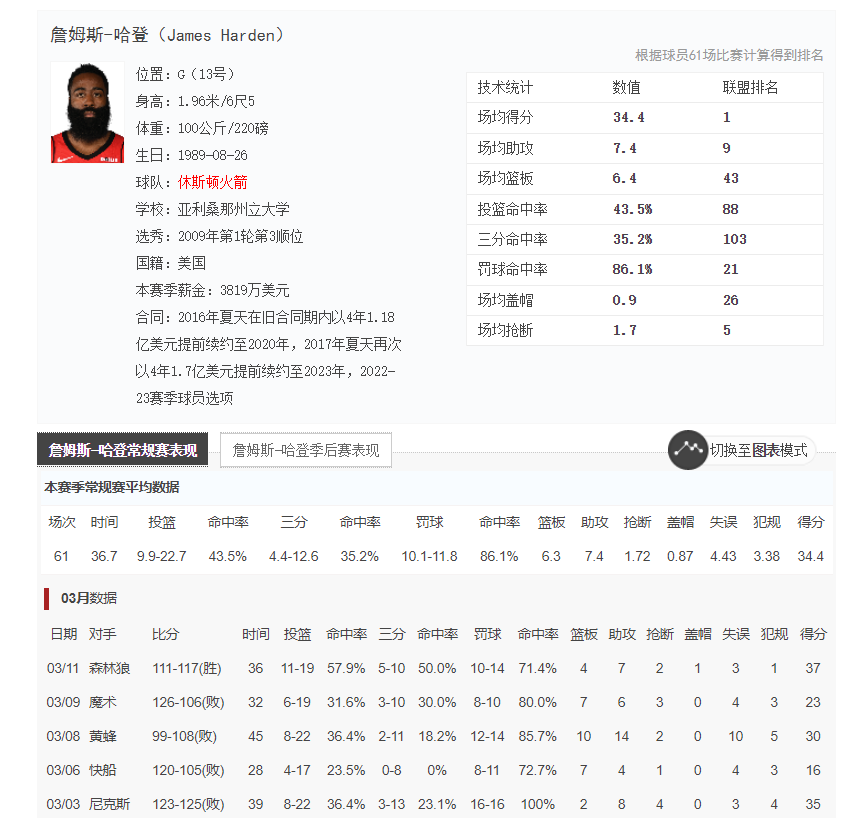 詹姆斯-哈登（James Harden）
根据球员61场比赛计算得到排名
位置：G（13号）
身高：1.96米/6尺5
体重：100公斤/220磅
生日：1989-08-26
球队：休斯顿火箭
学校：亚利桑那州立大学
选秀：2009年第1轮第3顺位
国籍：美国
本赛季薪金：3819万美元
合同：2016年夏天在旧合同期内以4年1.18
亿美元提前续约至2020年，2017年夏天再次
以4年1.7亿美元提前续约至2023年，2022-
23赛季球员选项
技术统计 数值 联盟排名
场均得分 34.4 1
场均助攻 7.4 9
场均篮板 6.4 43
投篮命中率 43.5% 88
三分命中率 35.2% 103
罚球命中率 86.1% 21
场均盖帽 0.9 26
场均抢断 1.7 5
詹姆斯-哈登常规赛表现 詹姆斯-哈登季后赛表现 切换至图表模式
本赛季常规赛平均数据
场次 时间 投篮 命中率 三分 命中率 罚球 命中率 篮板 助攻 抢断 盖帽 失误 犯规 得分
61 36.7 9.9-22.7 43.5% 4.4-12.6 35.2% 10.1-11.8 86.1% 6.3 7.4 1.72 0.87 4.43 3.38 34.4
03月数据
日期 对手 比分 时间 投篮 命中率 三分 命中率 罚球 命中率 篮板 助攻 抢断 盖帽 失误 犯规 得分
03/11 森林狼 111-117(胜) 36 11-19 57.9% 5-10 50.0% 10-14 71.4% 4 7 2 1 3 1 37
03/09 魔术 126-106(败) 32 6-19 31.6% 3-10 30.0% 8-10 80.0% 7 6 3 0 4 3 23
03/08 黄蜂 99-108(败) 45 8-22 36.4% 2-11 18.2% 12-14 85.7% 10 14 2 0 10 5 30
03/06 快船 120-105(败) 28 4-17 23.5% 0-8 0% 8-11 72.7% 7 4 1 0 4 3 16
03/03 尼克斯 123-125(败) 39 8-22 36.4% 3-13 23.1% 16-16 100% 2 8 4 0 3 4 35